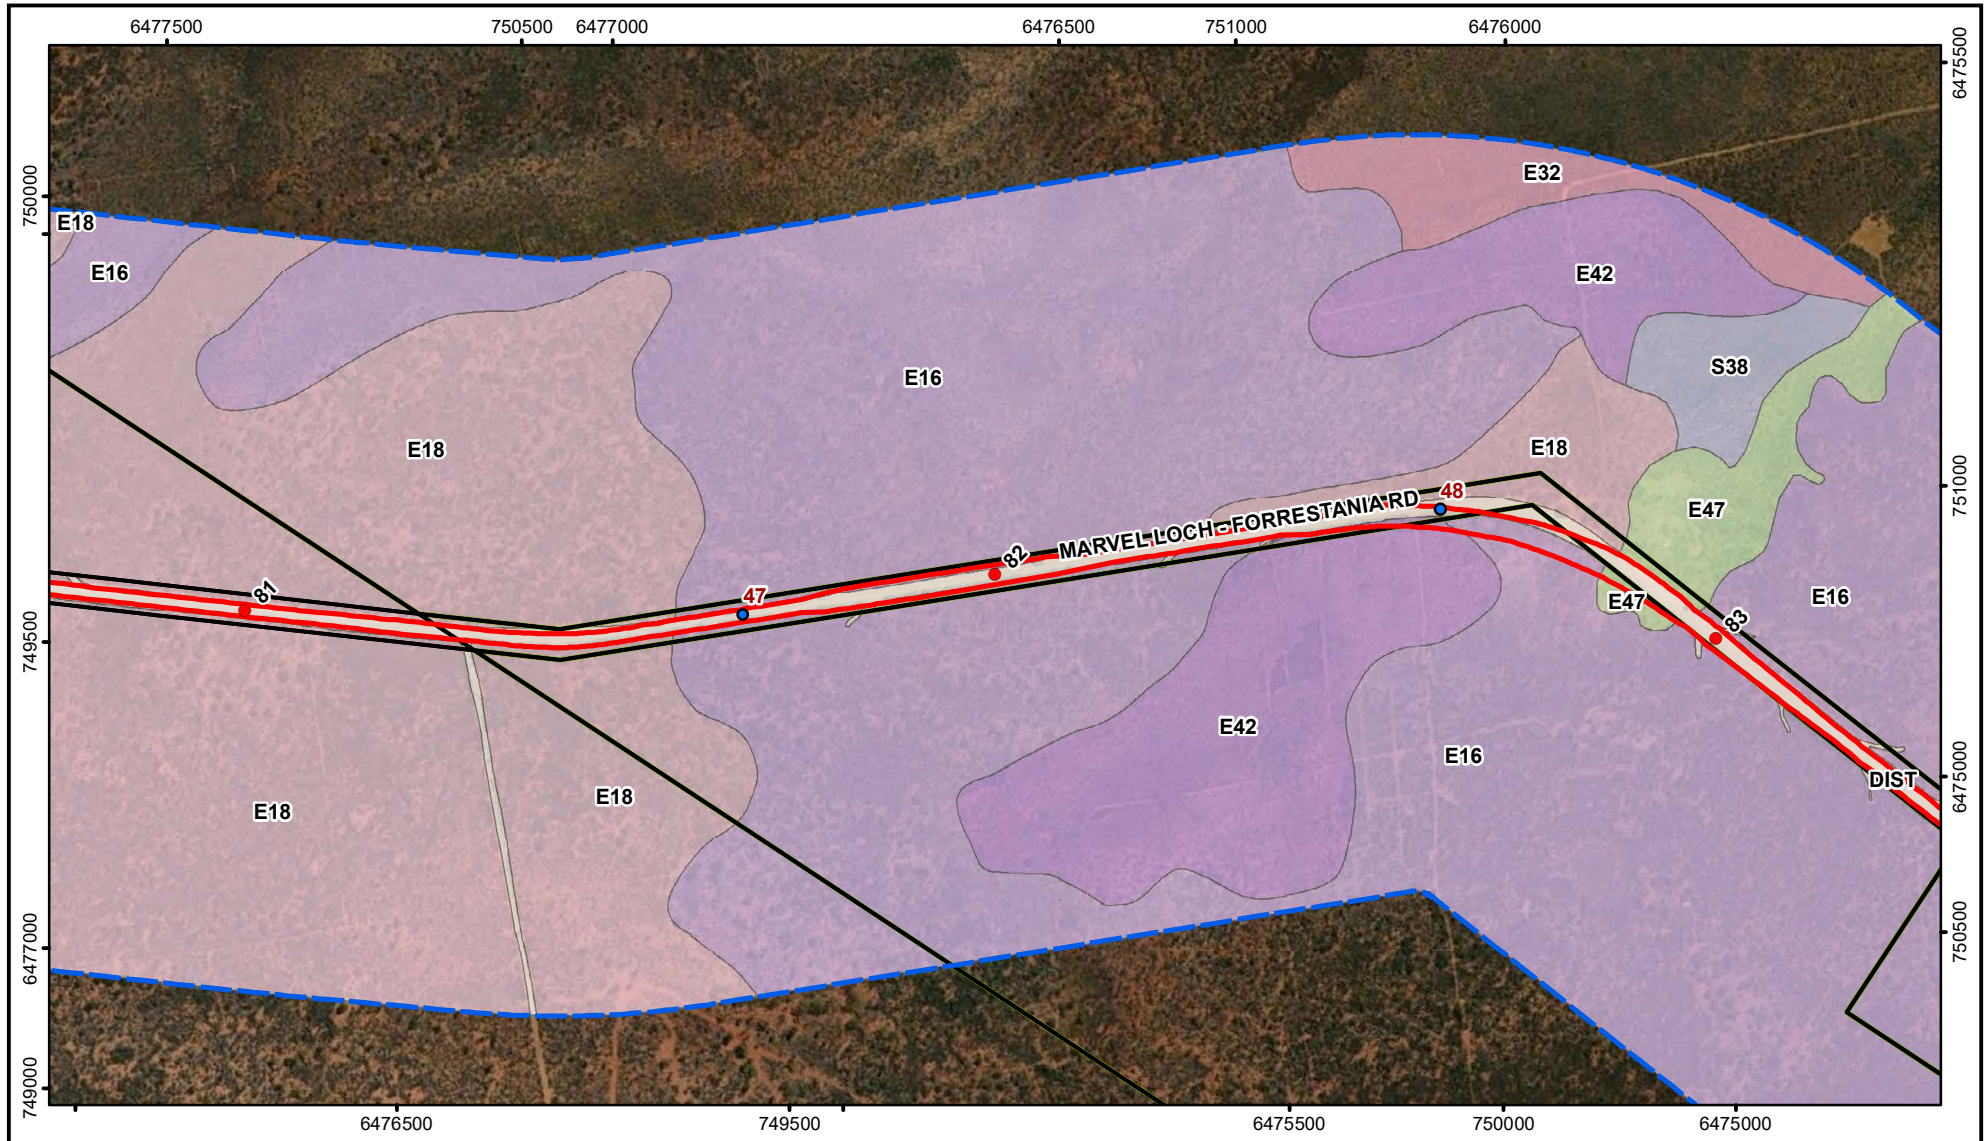 6477500 750500 6477000 6476500 751000 6476000
6475500
750000
E18
E16
E32
E42
S38
E16
E18
E18
751000
48
E47
MARVEL LOCH - FORRESTANIA RD
82
81
47
E47
E16
83
749500
E42
E16
DIST
6475000
E18
E18
6477000
750500
749000
6476500 749500 6475500 750000 6475000